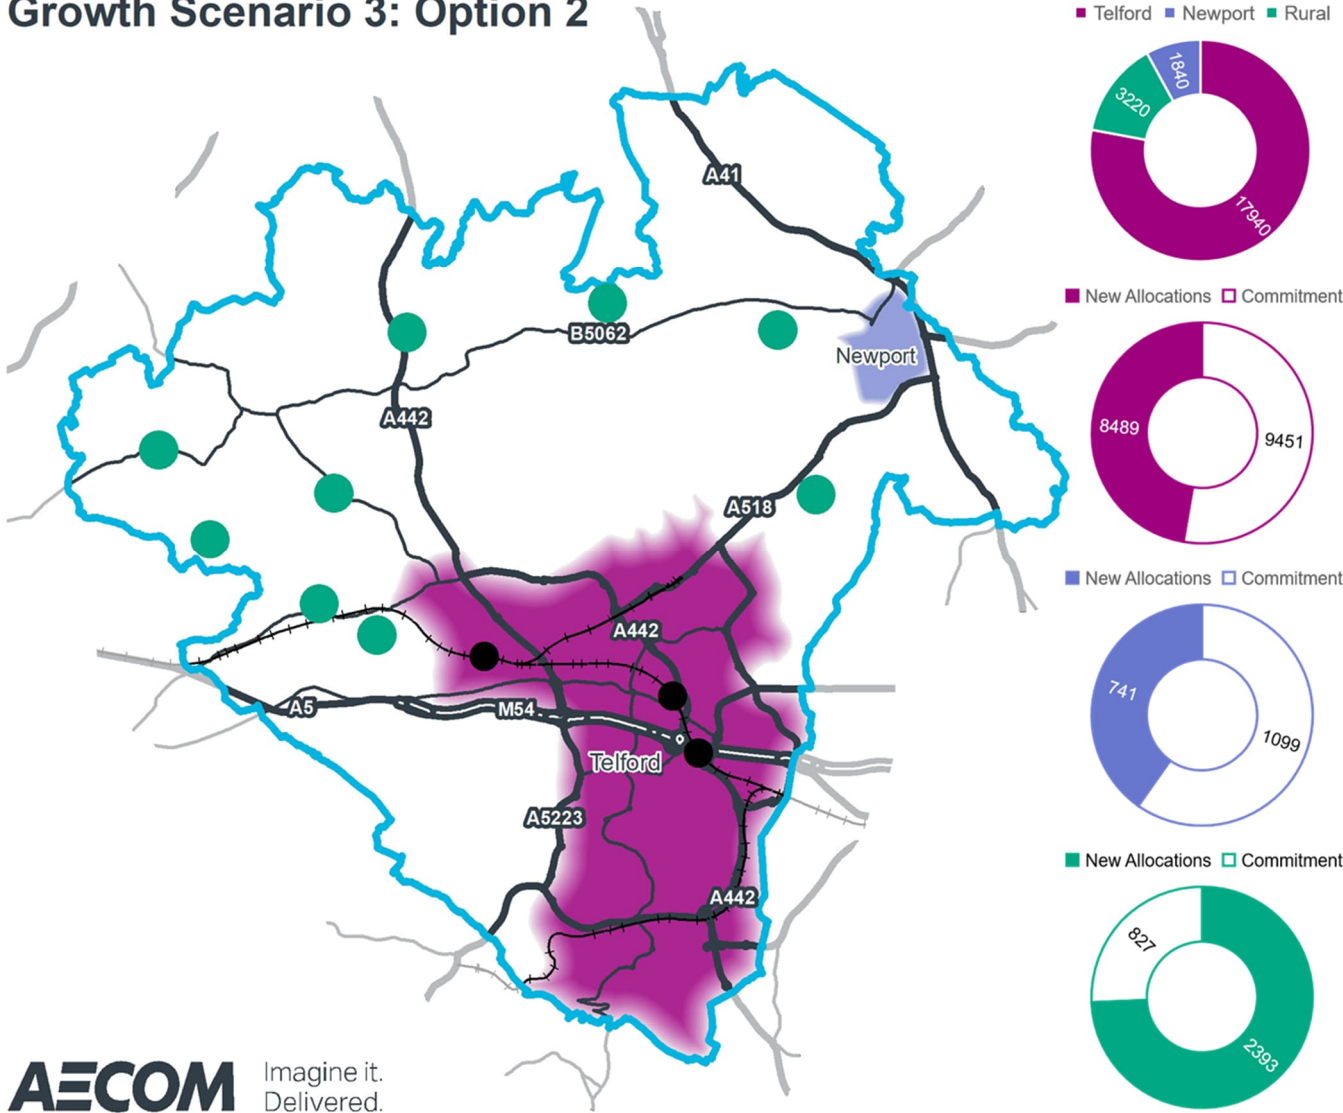 Growth Scenario 3: Option 2
Telford Newport Rural
1840
3220
17940
A41
New Allocations Commitment
B5062
Newport
A442
8489
9451
A518
New Allocations Commitment
A442
741
A5
M54
1099
Telford
A5223
New Allocations Commitment
A442
827
2393
AECOM
Imagine it.
Delivered.